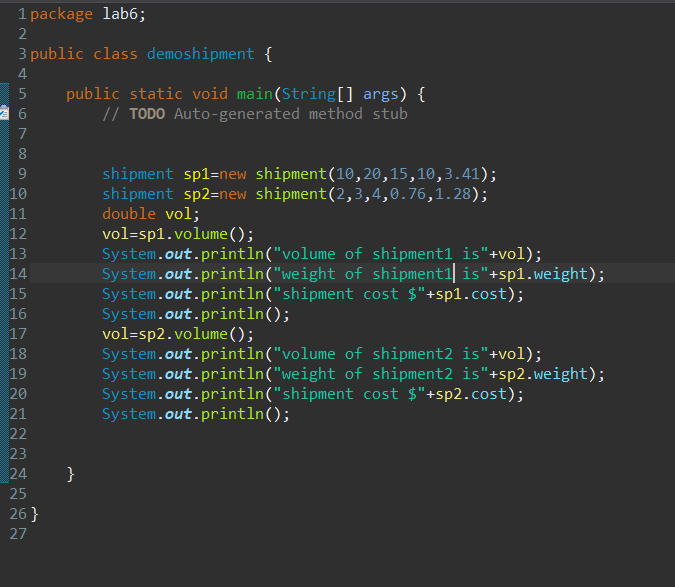 1 package lab6;
2
3 public class demoshipment {
4
5     public static void main(String[] args) {
6         // TODO Auto-generated method stub
7
8
9         shipment sp1=new shipment(10,20,15,10,3.41);
10         shipment sp2=new shipment(2,3,4,0.76,1.28);
11         double vol;
12         vol=sp1.volume();
13         System.out.println("volume of shipment1 is"+vol);
14         System.out.println("weight of shipment1 is"+sp1.weight);
15         System.out.println("shipment cost $"+sp1.cost);
16         System.out.println();
17         vol=sp2.volume();
18         System.out.println("volume of shipment2 is"+vol);
19         System.out.println("weight of shipment2 is"+sp2.weight);
20         System.out.println("shipment cost $"+sp2.cost);
21         System.out.println();
22
23
24     }
25
26 }
27